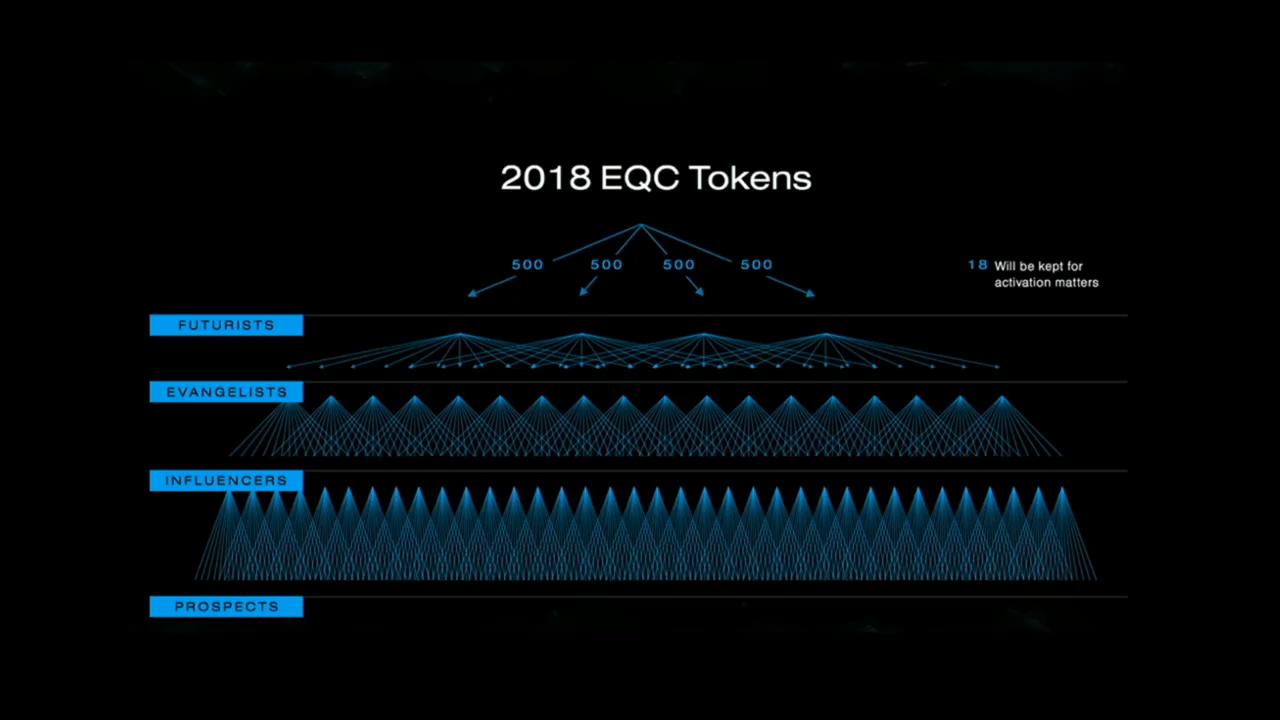 2018 EQC Tokens
500 500 500 500
18 Will be kept for
activation matters
FUTURISTS
EVANGELISTS
INFLUENCERS
PROSPECTS